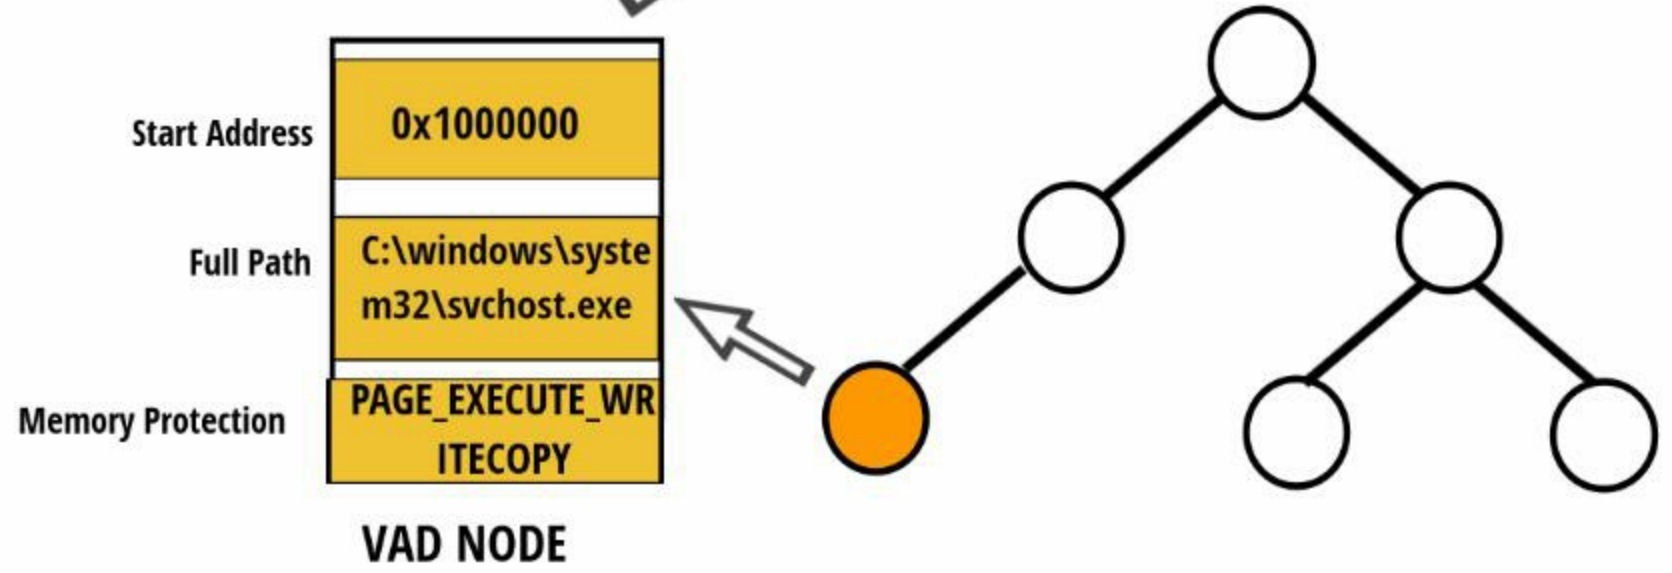 Start Address
0x1000000
Full Path
C:\windows\syste
m32\svchost.exe
Memory Protection
PAGE_EXECUTE_WR
ITECOPY
VAD NODE